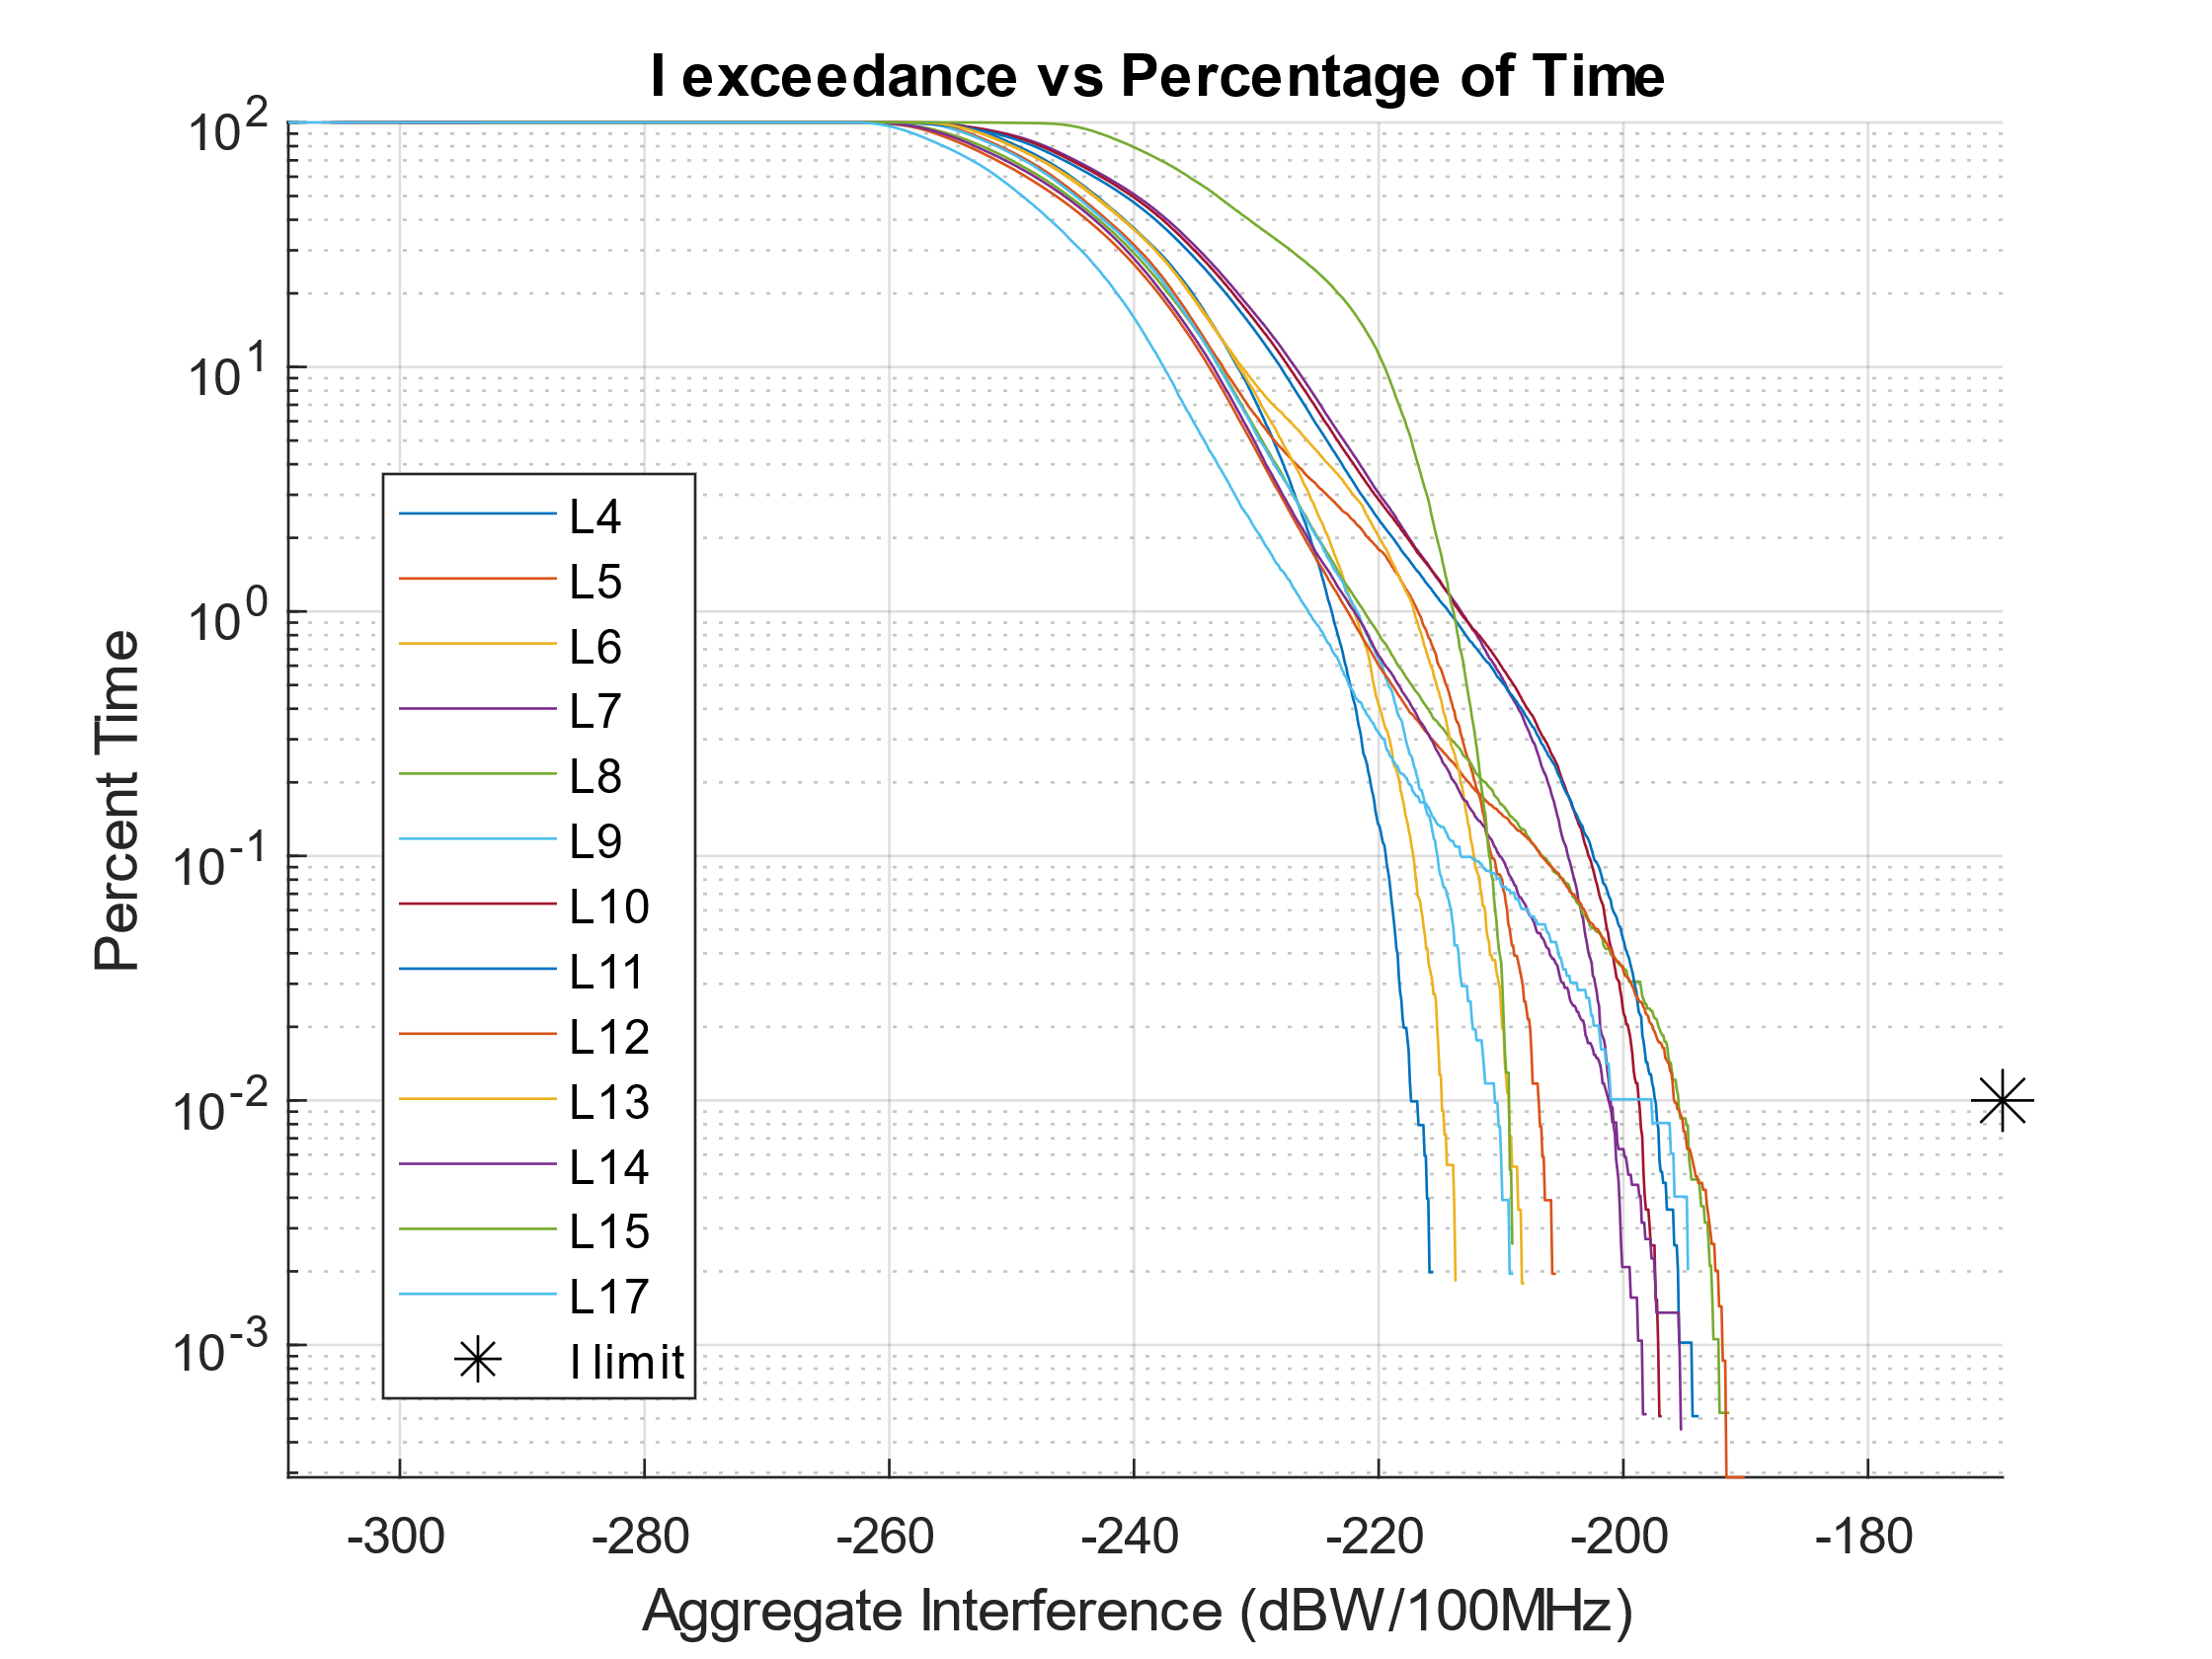 I exceedance vs Percentage of Time
10^2
10^1
10^0
10^-1
10^-2
10^-3
Percent Time
L4
L5
L6
L7
L8
L9
L10
L11
L12
L13
L14
L15
L17
I limit
-300 -280 -260 -240 -220 -200 -180
Aggregate Interference (dBW/100MHz)